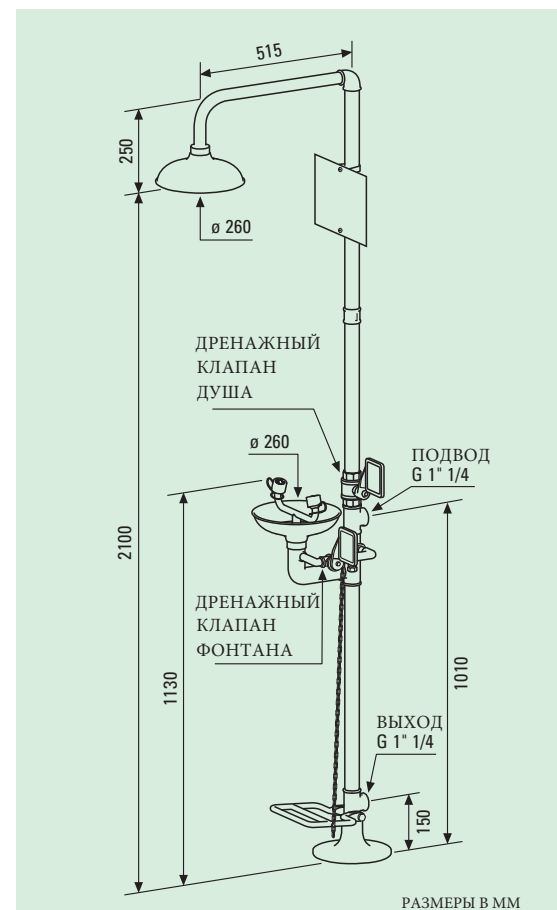 515
250
ø 260
ДРЕНАЖНЫЙ
КЛАПАН
ДУША
ø 260
ПОДВОД
G 1" 1/4
2100
ДРЕНАЖНЫЙ
КЛАПАН
ФОНТАНА
1130
1010
ВЫХОД
G 1" 1/4
150
РАЗМЕРЫ В ММ